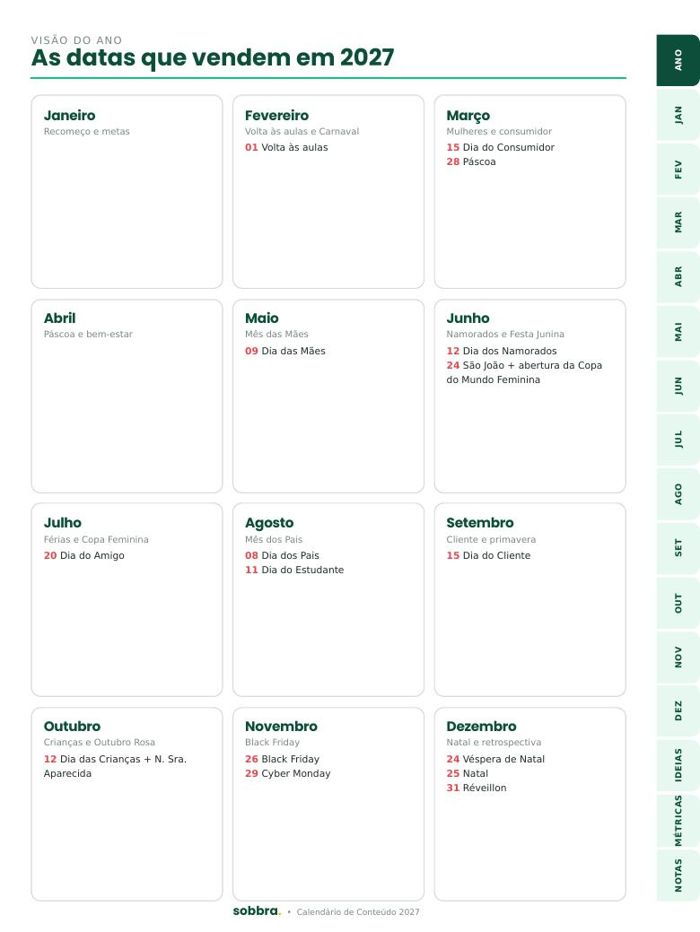 VISÃO DO ANO
As datas que vendem em 2027
Janeiro
Recomeço e metas
Fevereiro
Volta às aulas e Carnaval
01 Volta às aulas
Março
Mulheres e consumidor
15 Dia do Consumidor
28 Páscoa
Abril
Páscoa e bem-estar
Maio
Mês das Mães
09 Dia das Mães
Junho
Namorados e Festa Junina
12 Dia dos Namorados
24 São João + abertura da Copa
do Mundo Feminina
Julho
Férias e Copa Feminina
20 Dia do Amigo
Agosto
Mês dos Pais
08 Dia dos Pais
11 Dia do Estudante
Setembro
Cliente e primavera
15 Dia do Cliente
Outubro
Crianças e Outubro Rosa
12 Dia das Crianças + N. Sra.
Aparecida
Novembro
Black Friday
26 Black Friday
29 Cyber Monday
Dezembro
Natal e retrospectiva
24 Véspera de Natal
25 Natal
31 Réveillon
sobbra. • Calendário de Conteúdo 2027
ANO
JAN
FEV
MAR
ABR
MAI
JUN
JUL
AGO
SET
OUT
NOV
DEZ
IDEIAS
MÉTRICAS
NOTAS